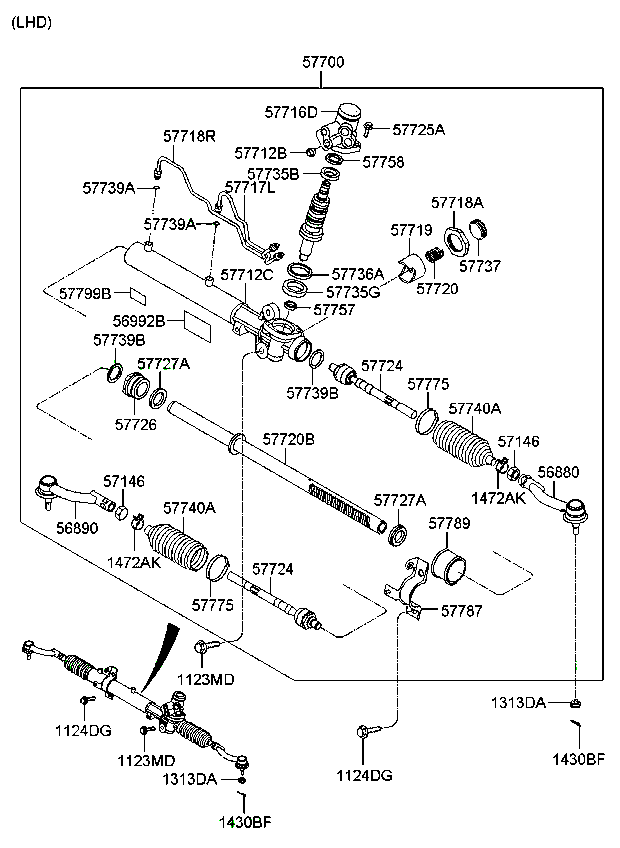 (LHD)
57700
57716D
57725A
57718R
57712B
57758
57735B
57739A
57717L
57718A
57719
57739A
57737
57736A
57720
57712C
57735G
57799B
57757
56992B
57739B
57727A
57724
57775
57739B
57740A
57726
57146
57720B
56880
57146
1472AK
57740A
57727A
57789
56890
1472AK
57724
57775
57787
1123MD
1313DA
1124DG
1123MD
1430BF
1313DA
1124DG
1430BF